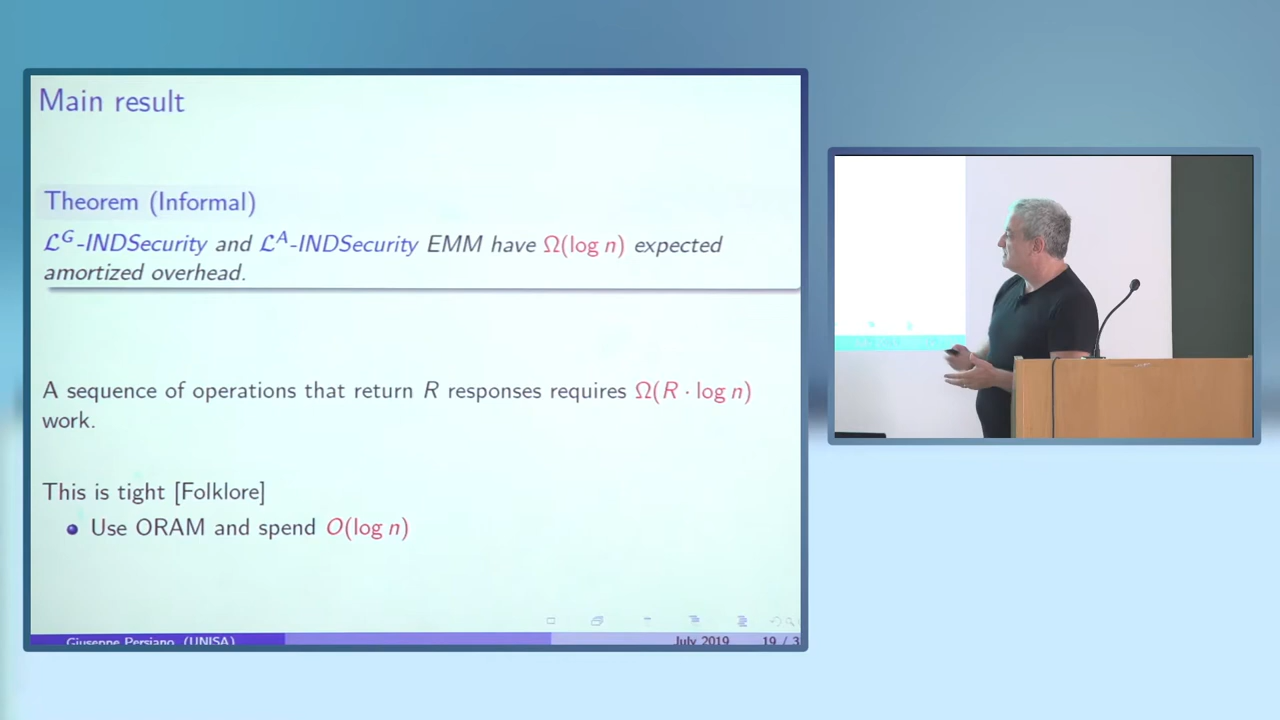 Main result
Theorem (Informal)
𝓛ᴳ-INDSecurity and 𝓛ᴬ-INDSecurity EMM have Ω(log n) expected
amortized overhead.
A sequence of operations that return R responses requires Ω(R · log n)
work.
This is tight [Folklore]
Use ORAM and spend O(log n)
Giuseppe Persiano (UNISA)
July 2019
19 / 3